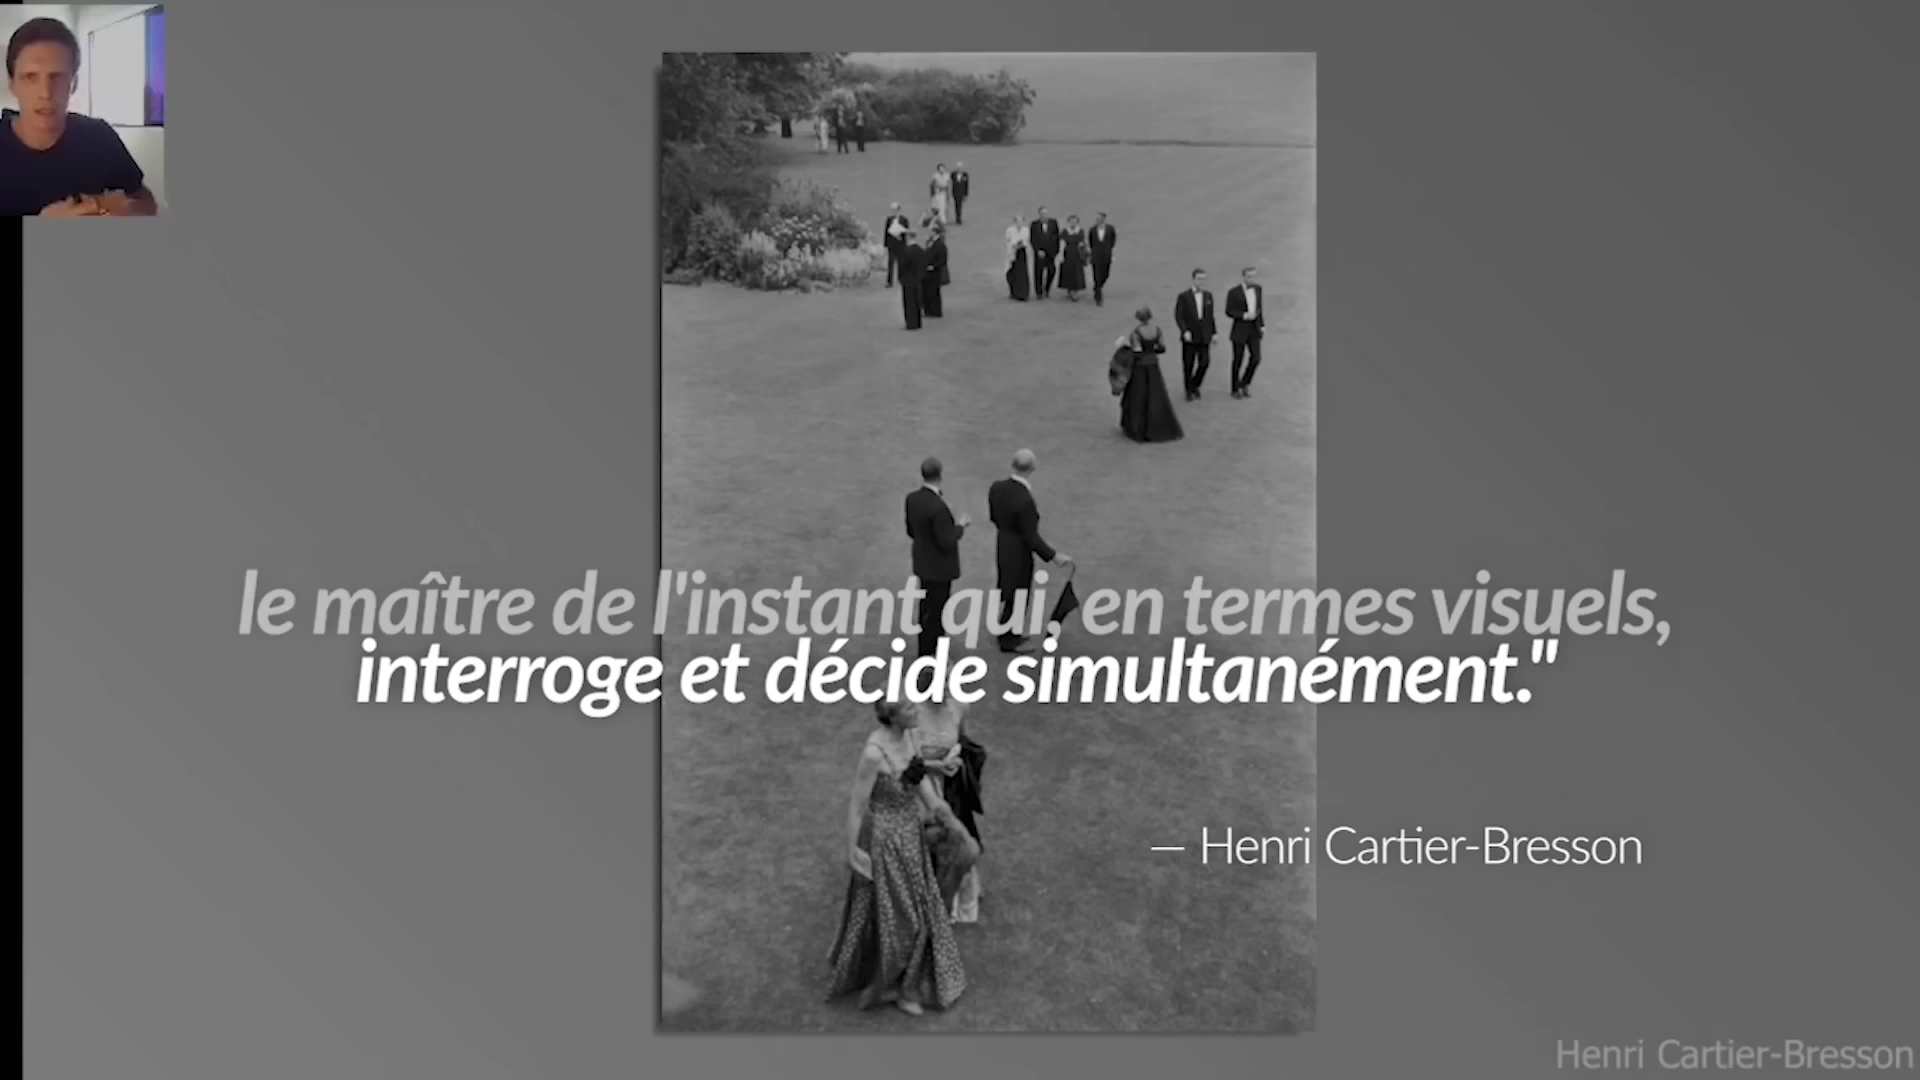 le maître de l'instant qui, en termes visuels,
interroge et décide simultanément."
— Henri Cartier-Bresson
Henri Cartier-Bresson